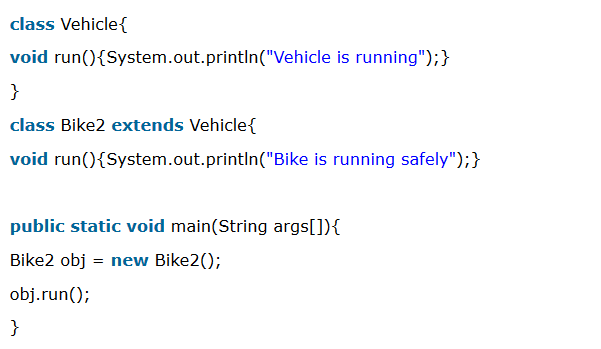 class Vehicle{
void run(){System.out.println("Vehicle is running");}
}
class Bike2 extends Vehicle{
void run(){System.out.println("Bike is running safely");}
public static void main(String args[]){
Bike2 obj = new Bike2();
obj.run();
}